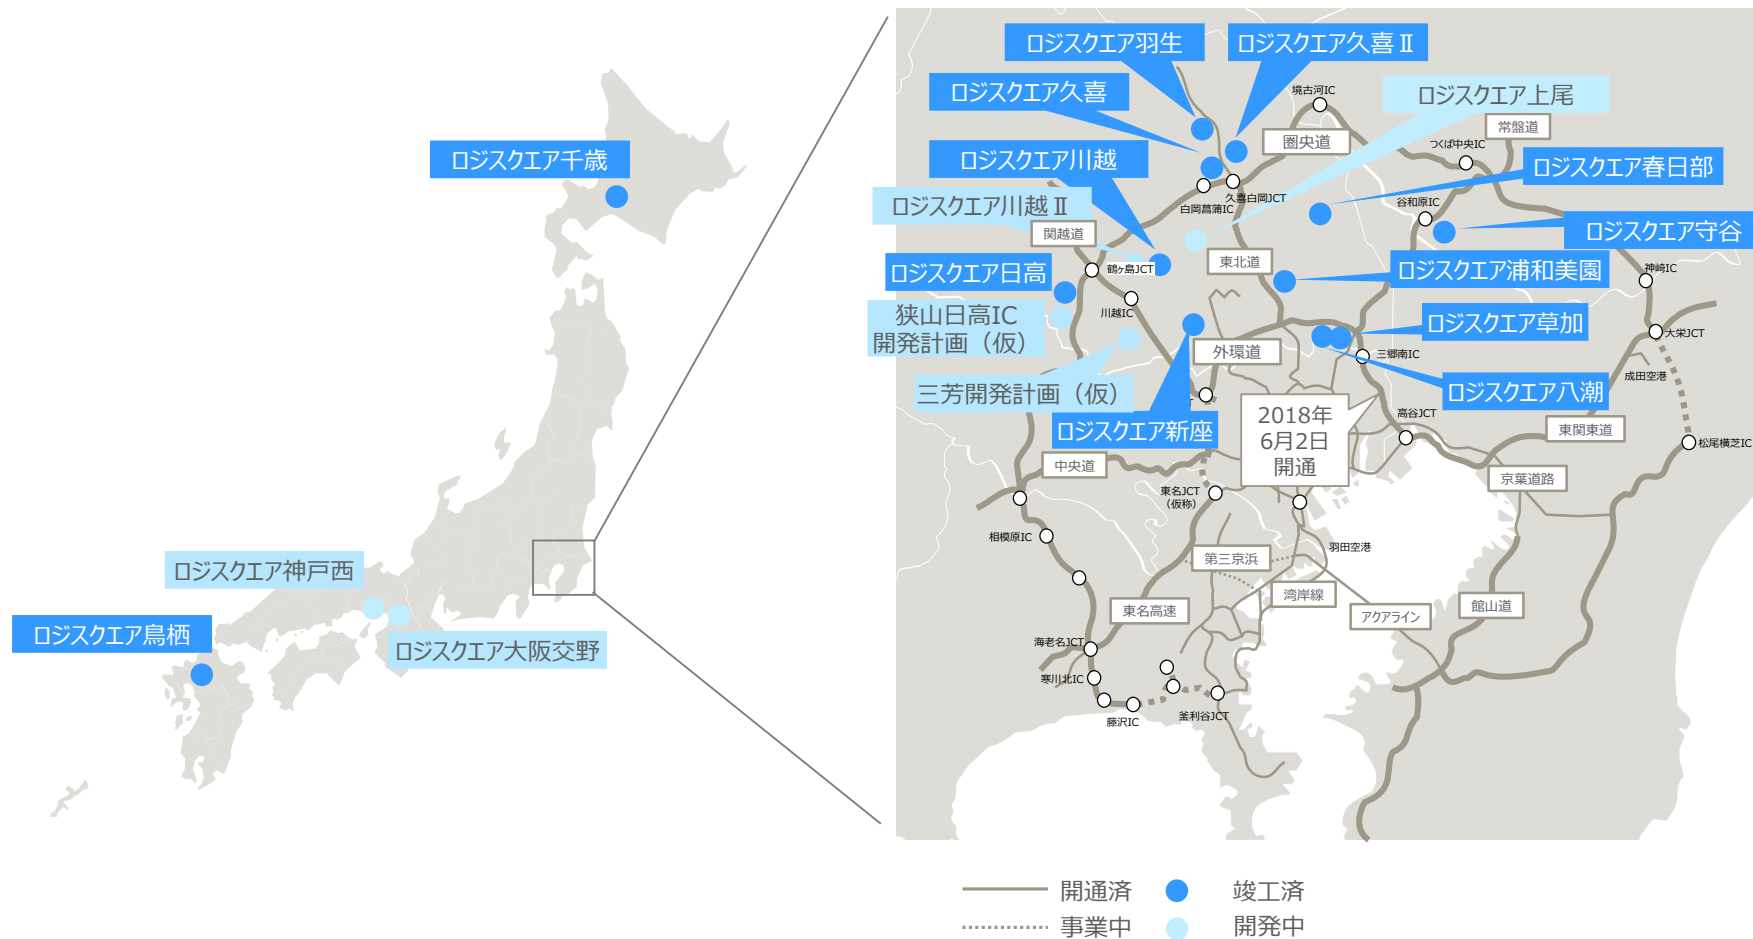 ロジスクエア千歳
ロジスクエア神戸西
ロジスクエア鳥栖
ロジスクエア大阪交野
ロジスクエア羽生
ロジスクエア久喜Ⅱ
ロジスクエア久喜
ロジスクエア上尾
境古河IC
常磐道
圏央道
つくば中央IC
ロジスクエア川越
ロジスクエア春日部
久喜白岡JCT
白岡菖蒲IC
ロジスクエア川越Ⅱ
谷和原IC
関越道
ロジスクエア守谷
東北道
鶴ヶ島JCT
ロジスクエア日高
ロジスクエア浦和美園
神崎IC
川越IC
狭山日高IC
開発計画（仮）
ロジスクエア草加
大栄JCT
外環道
三郷南IC
成田空港
三芳開発計画（仮）
ロジスクエア八潮
2018年
6月2日
開通
高谷JCT
ロジスクエア新座
東関東道
松尾横芝IC
中央道
京葉道路
東名JCT
（仮称）
相模原IC
羽田空港
第三京浜
湾岸線
東名高速
館山道
アクアライン
海老名JCT
寒川北IC
藤沢IC
釜利谷JCT
開通済
竣工済
事業中
開発中